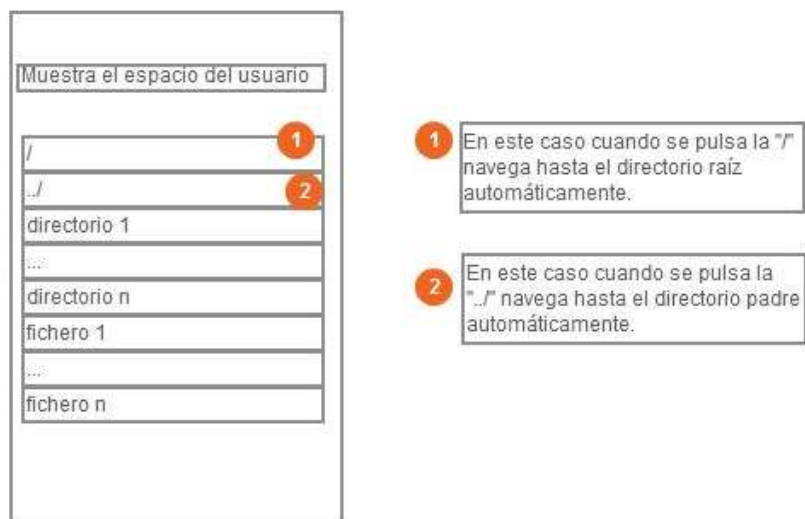 Muestra el espacio del usuario
/
../
directorio 1
...
directorio n
fichero 1
...
fichero n
1
2
1
En este caso cuando se pulsa la "/"
navega hasta el directorio raíz
automáticamente.
2
En este caso cuando se pulsa la
"../" navega hasta el directorio padre
automáticamente.